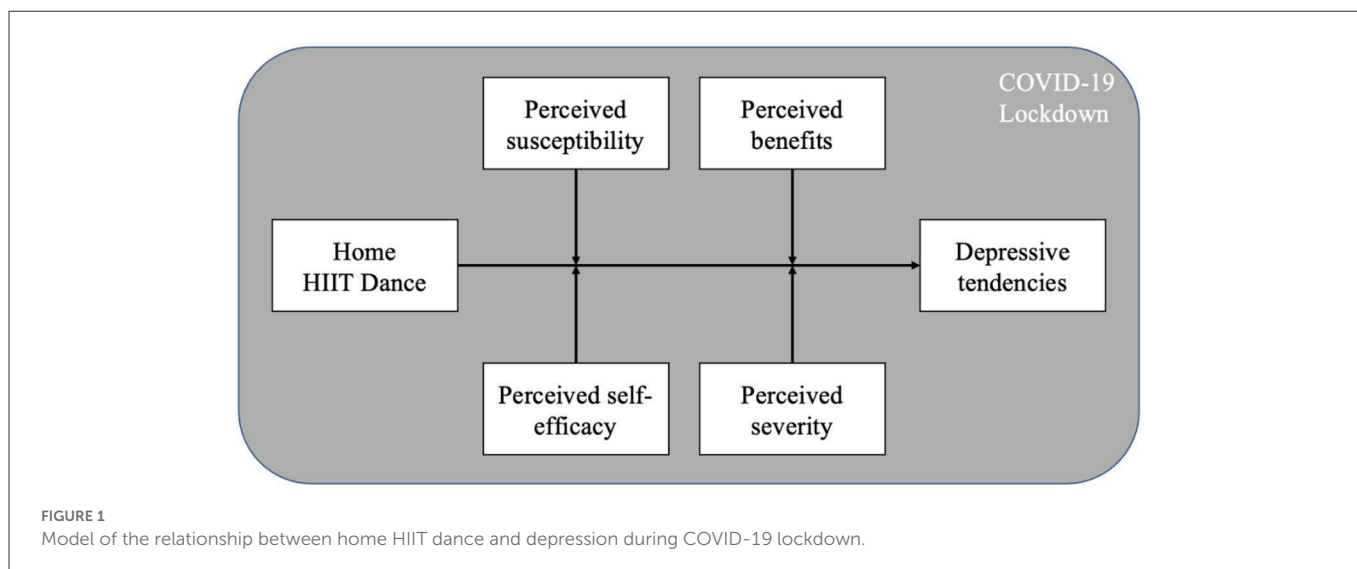 COVID-19
Lockdown
Perceived
susceptibility
Perceived
benefits
Home
HIIT Dance
Depressive
tendencies
Perceived self-
efficacy
Perceived
severity
FIGURE 1
Model of the relationship between home HIIT dance and depression during COVID-19 lockdown.